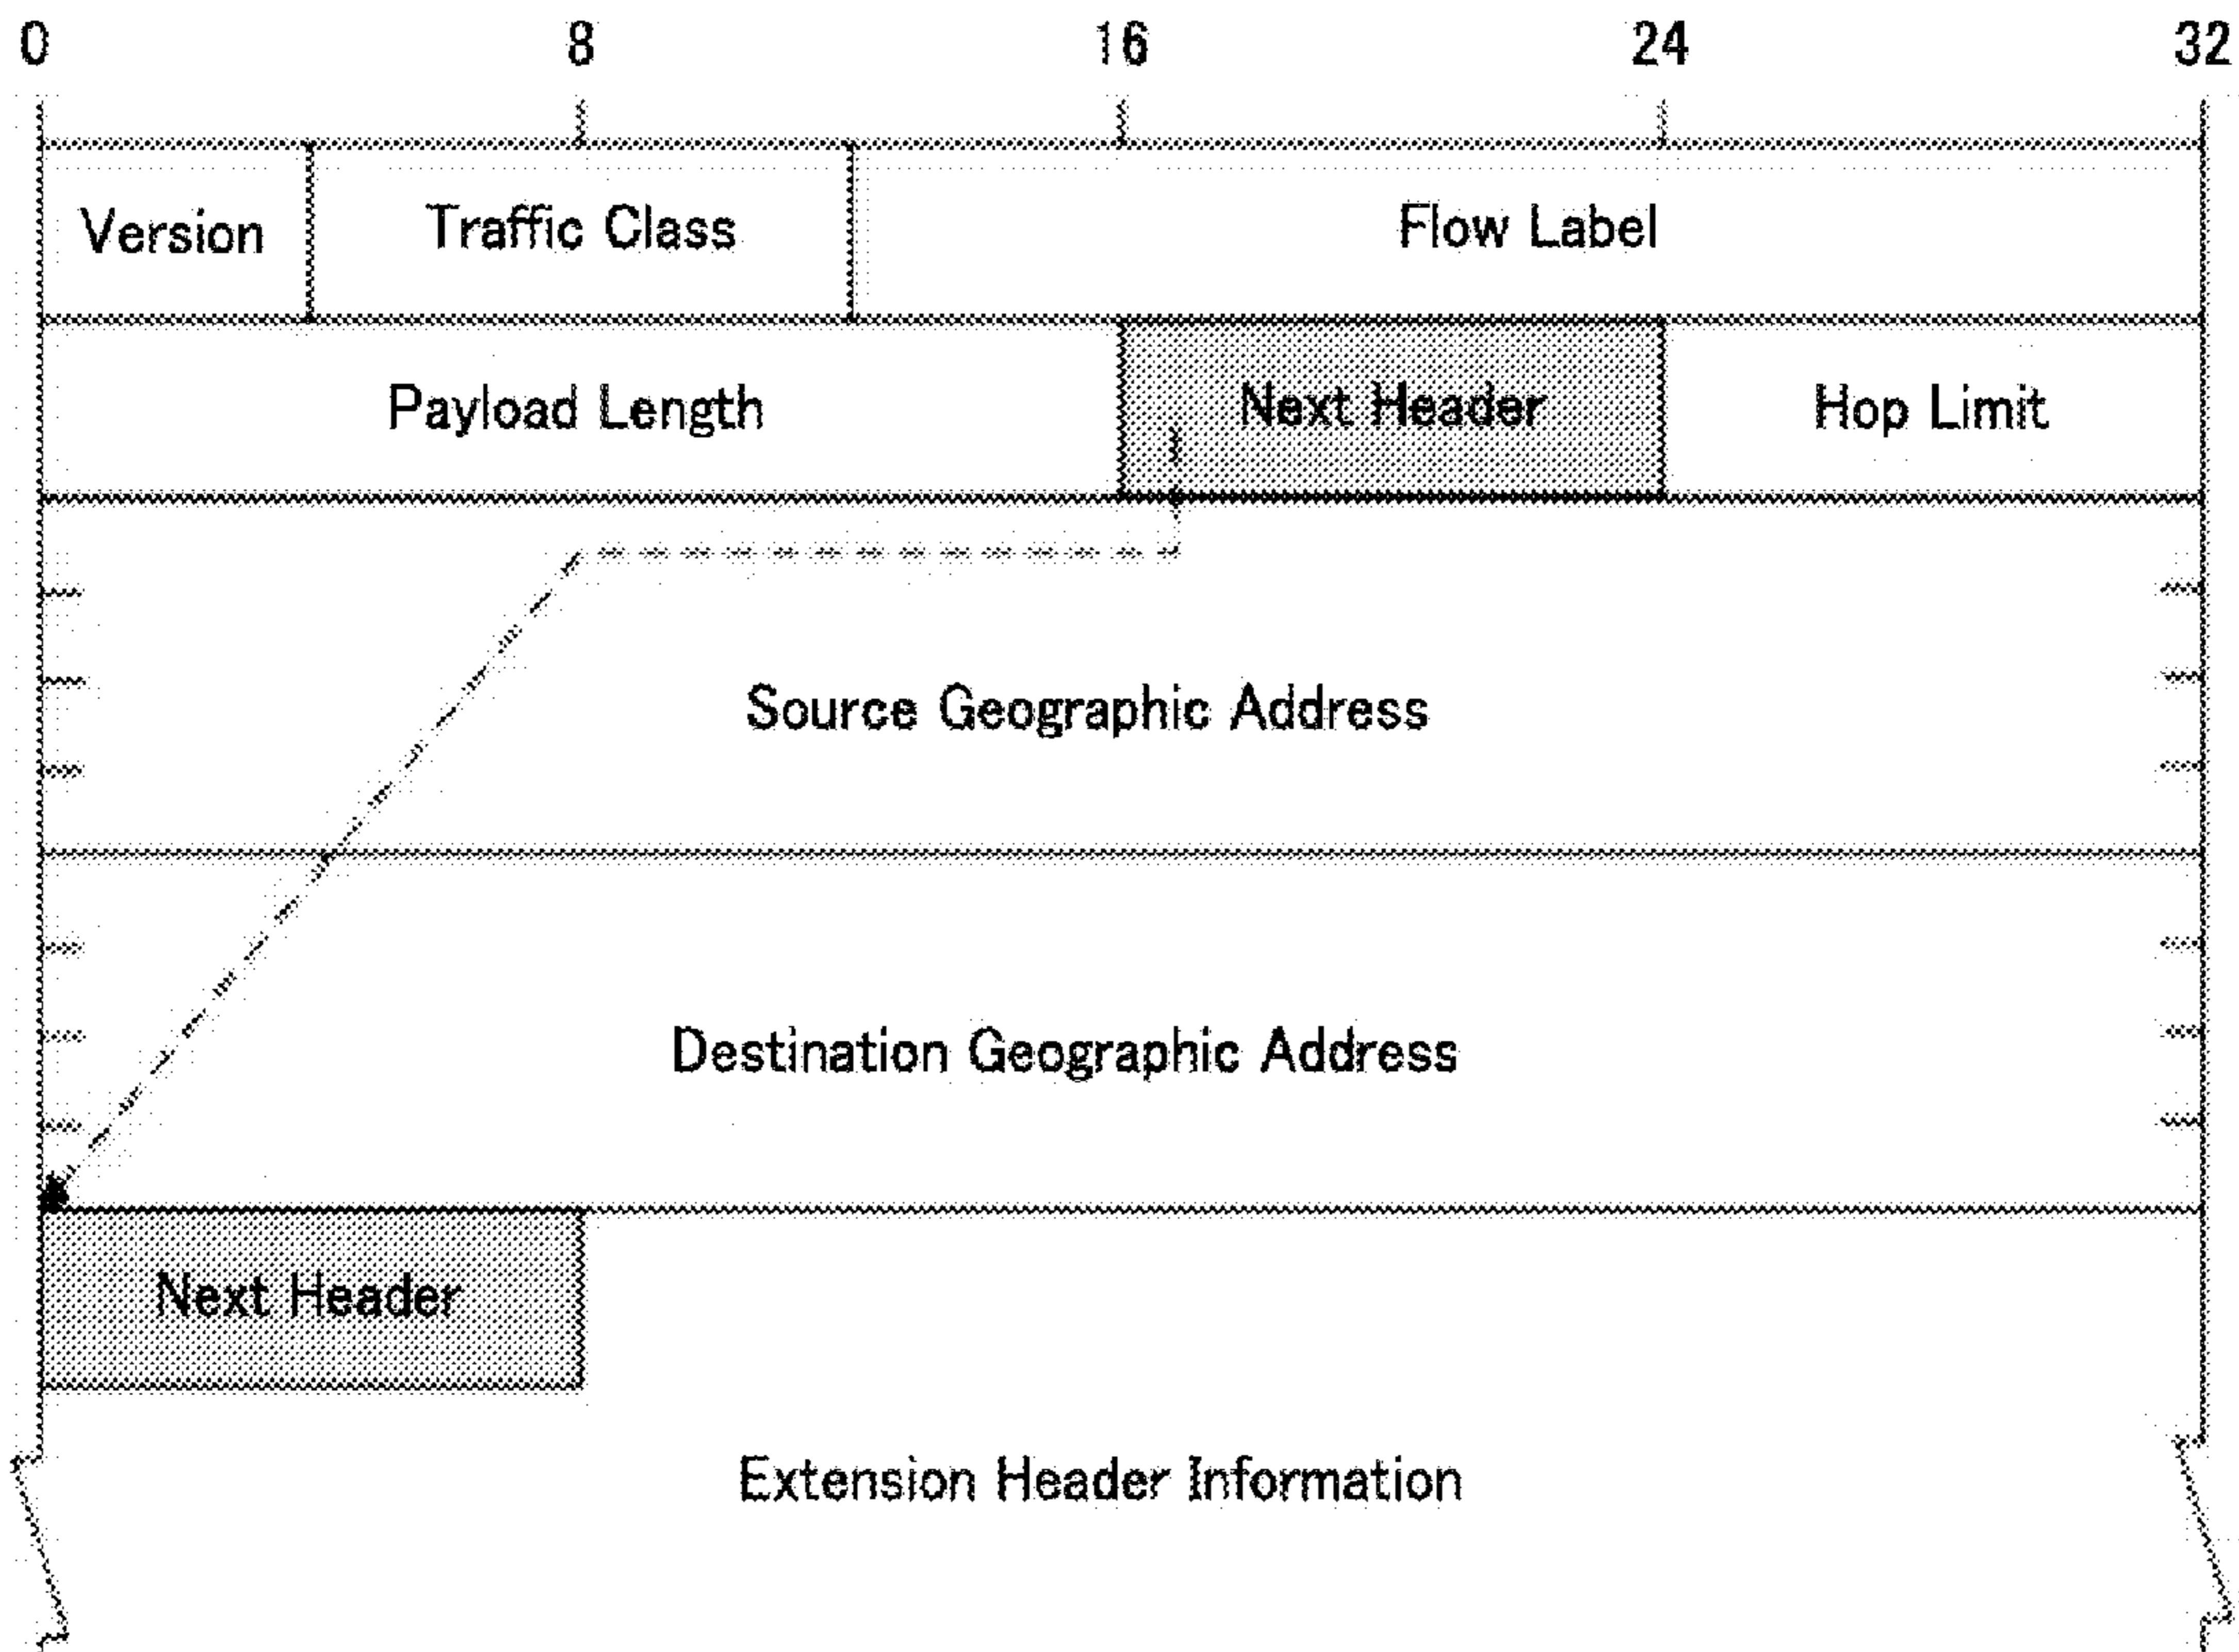 0 8 16 24 32
Version Traffic Class Flow Label
Payload Length Next Header Hop Limit
Source Geographic Address
Destination Geographic Address
Next Header
Extension Header Information